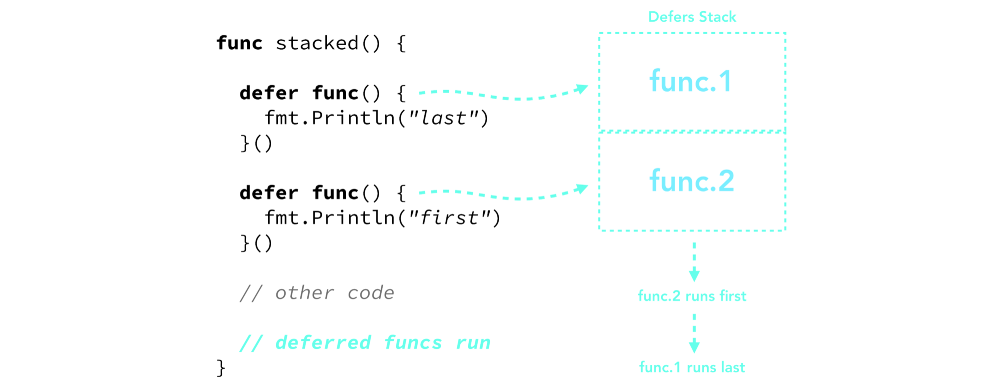 func stacked() {
defer func() {
fmt.Println("last")
}()
defer func() {
fmt.Println("first")
}()
// other code
// deferred funcs run
}
Defers Stack
func.1
func.2
func.2 runs first
func.1 runs last